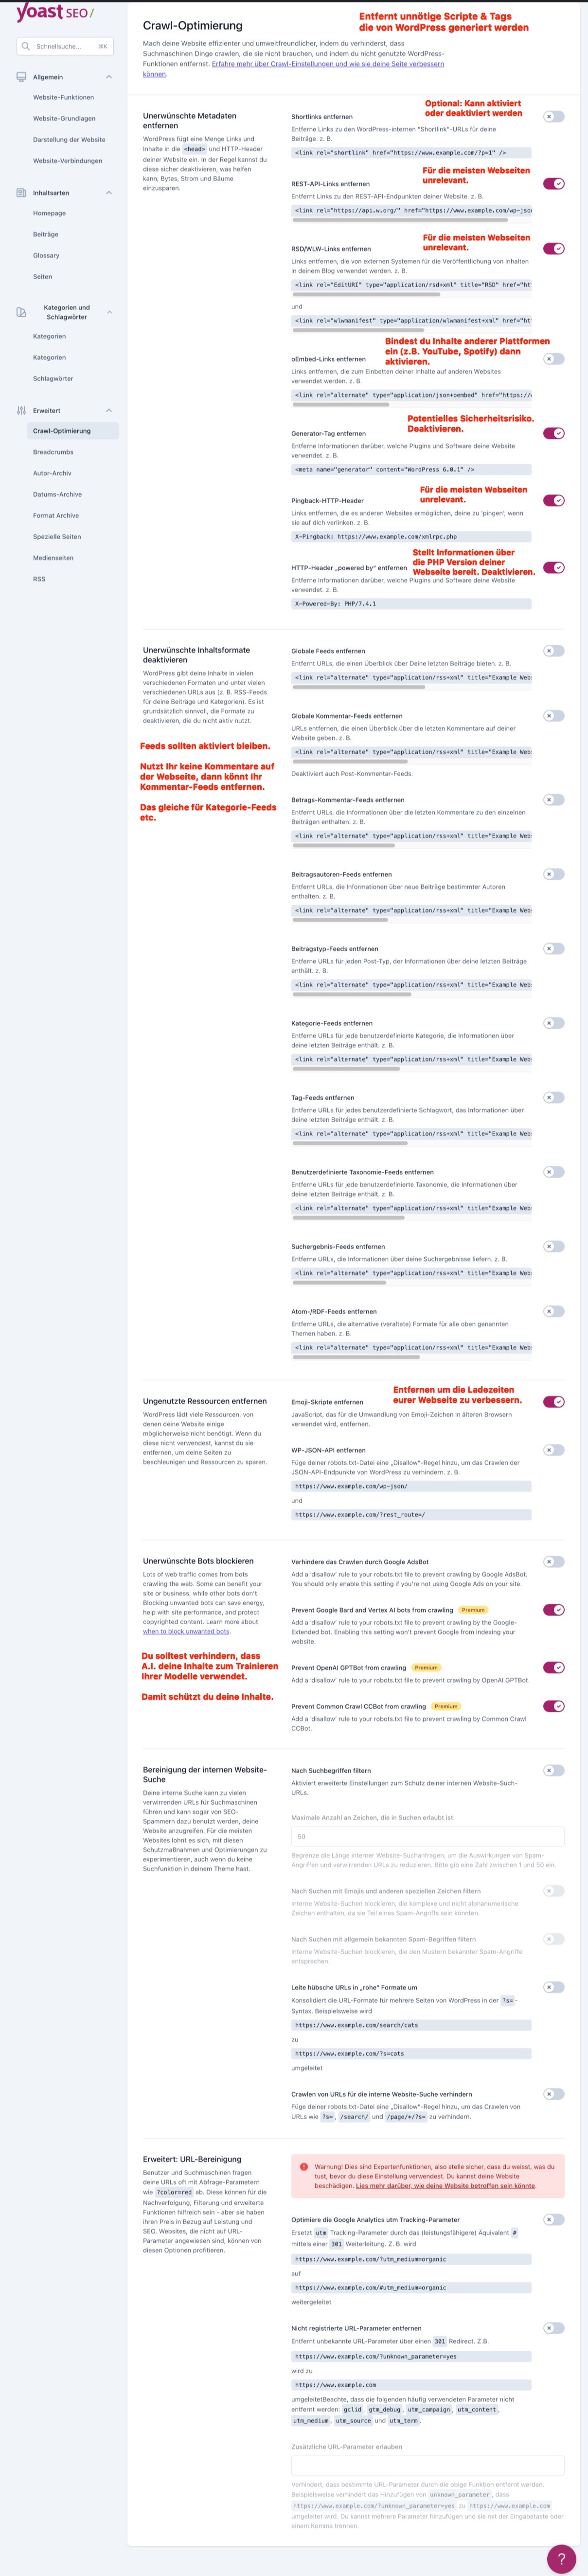 yoast SEO/
Schnellsuche... ⌘K
Allgemein
Website-Funktionen
Website-Grundlagen
Darstellung der Website
Website-Verbindungen
Inhaltsarten
Homepage
Beiträge
Glossary
Seiten
Kategorien und
Schlagwörter
Kategorien
Kategorien
Schlagwörter
Erweitert
Crawl-Optimierung
Breadcrumbs
Autor-Archiv
Datums-Archive
Format Archive
Spezielle Seiten
Medienseiten
RSS
Crawl-Optimierung
Mach deine Website effizienter und umweltfreundlicher, indem du verhinderst, dass
Suchmaschinen Dinge crawlen, die sie nicht brauchen, und indem du nicht genutzte WordPress-
Funktionen entfernst. Erfahre mehr über Crawl-Einstellungen und wie sie deine Seite verbessern
können.
Entfernt unnötige Scripte & Tags
die von WordPress generiert werden
Unerwünschte Metadaten
entfernen
WordPress fügt eine Menge Links und
Inhalte in die <head> und HTTP-Header
deiner Website ein. In der Regel kannst du
diese sicher deaktivieren, was helfen
kann, Bytes, Strom und Bäume
einzusparen.
Optional: Kann aktiviert
oder deaktiviert werden
Shortlinks entfernen
Entferne Links zu den WordPress-internen "Shortlink"-URLs für deine
Beiträge. z. B.
<link rel="shortlink" href="https://www.example.com/?p=1" />
Für die meisten Webseiten
unrelevant.
REST-API-Links entfernen
Entfernt Links zu den REST-API-Endpunkten deiner Website. z. B.
<link rel="https://api.w.org/" href="https://www.example.com/wp-jso
Für die meisten Webseiten
unrelevant.
RSD/WLW-Links entfernen
Links entfernen, die von externen Systemen für die Veröffentlichung von Inhalten
in deinem Blog verwendet werden. z. B.
<link rel="EditURI" type="application/rsd+xml" title="RSD" href="ht
und
<link rel="wlwmanifest" type="application/wlwmanifest+xml" href="ht
Bindest du Inhalte anderer Plattformen
ein (z.B. YouTube, Spotify) dann
aktivieren.
oEmbed-Links entfernen
Links entfernen, die zum Einbetten deiner Inhalte auf anderen Websites
verwendet werden. z. B.
<link rel="alternate" type="application/json+oembed" href="https://
Potentielles Sicherheitsrisiko.
Deaktivieren.
Generator-Tag entfernen
Entferne Informationen darüber, welche Plugins und Software deine Website
verwendet. z. B.
<meta name="generator" content="WordPress 6.0.1" />
Für die meisten Webseiten
unrelevant.
Pingback-HTTP-Header
Links entfernen, die es anderen Websites ermöglichen, deine zu 'pingen', wenn
sie auf dich verlinken. z. B.
X-Pingback: https://www.example.com/xmlrpc.php
Stellt Informationen über
die PHP Version deiner
Webseite bereit. Deaktivieren.
HTTP-Header „powered by“ entfernen
Entferne Informationen darüber, welche Plugins und Software deine Website
verwendet. z. B.
X-Powered-By: PHP/7.4.1
Unerwünschte Inhaltsformate
deaktivieren
WordPress gibt deine Inhalte in vielen
verschiedenen Formaten und unter vielen
verschiedenen URLs aus (z. B. RSS-Feeds
für deine Beiträge und Kategorien). Es ist
grundsätzlich sinnvoll, die Formate zu
deaktivieren, die du nicht aktiv nutzt.
Feeds sollten aktiviert bleiben.
Nutzt Ihr keine Kommentare auf
der Webseite, dann könnt Ihr
Kommentar-Feeds entfernen.
Das gleiche für Kategorie-Feeds
etc.
Globale Feeds entfernen
Entfernt URLs, die einen Überblick über Deine letzten Beiträge bieten. z. B.
<link rel="alternate" type="application/rss+xml" title="Example Web
Globale Kommentar-Feeds entfernen
URLs entfernen, die einen Überblick über die letzten Kommentare auf deiner
Website geben. z. B.
<link rel="alternate" type="application/rss+xml" title="Example Web
Deaktiviert auch Post-Kommentar-Feeds.
Betrags-Kommentar-Feeds entfernen
Entfernt URLs, die Informationen über die letzten Kommentare zu den einzelnen
Beiträgen enthalten. z. B.
<link rel="alternate" type="application/rss+xml" title="Example Web
Beitragsautoren-Feeds entfernen
Entfernt URLs, die Informationen über neue Beiträge bestimmter Autoren
enthalten. z. B.
<link rel="alternate" type="application/rss+xml" title="Example Web
Beitragstyp-Feeds entfernen
Entferne URLs für jeden Post-Typ, der Informationen über deine letzten Beiträge
enthält. z. B.
<link rel="alternate" type="application/rss+xml" title="Example Web
Kategorie-Feeds entfernen
Entferne URLs für jede benutzerdefinierte Kategorie, die Informationen über
deine letzten Beiträge enthält. z. B.
<link rel="alternate" type="application/rss+xml" title="Example Web
Tag-Feeds entfernen
Entferne URLs für jedes benutzerdefinierte Schlagwort, das Informationen über
deine letzten Beiträge enthält. z. B.
<link rel="alternate" type="application/rss+xml" title="Example Web
Benutzerdefinierte Taxonomie-Feeds entfernen
Entferne URLs für jede benutzerdefinierte Taxonomie, die Informationen über
deine letzten Beiträge enthält. z. B.
<link rel="alternate" type="application/rss+xml" title="Example Web
Suchergebnis-Feeds entfernen
Entferne URLs, die Informationen über deine Suchergebnisse liefern. z. B.
<link rel="alternate" type="application/rss+xml" title="Example Web
Atom-/RDF-Feeds entfernen
Entferne URLs, die alternative (veraltete) Formate für alle oben genannten
Themen haben. z. B.
<link rel="alternate" type="application/rss+xml" title="Example Web
Ungenutzte Ressourcen entfernen
WordPress lädt viele Ressourcen, von
denen deine Website einige
möglicherweise nicht benötigt. Wenn du
diese nicht verwendest, kannst du sie
entfernen, um deine Seiten zu
beschleunigen und Ressourcen zu sparen.
Entfernen um die Ladezeiten
eurer Webseite zu verbessern.
Emoji-Skripte entfernen
JavaScript, das für die Umwandlung von Emoji-Zeichen in älteren Browsern
verwendet wird, entfernen.
WP-JSON-API entfernen
Füge deiner robots.txt-Datei eine „Disallow“-Regel hinzu, um das Crawlen der
JSON-API-Endpunkte von WordPress zu verhindern. z. B.
https://www.example.com/wp-json/
und
https://www.example.com/?rest_route=/
Unerwünschte Bots blockieren
Lots of web traffic comes from bots
crawling the web. Some can benefit your
site or business, while other bots don't.
Blocking unwanted bots can save energy,
help with site performance, and protect
copyrighted content. Learn more about
when to block unwanted bots.
Du solltest verhindern, dass
A.I. deine Inhalte zum Trainieren
Ihrer Modelle verwendet.
Damit schützt du deine Inhalte.
Verhindere das Crawlen durch Google AdsBot
Add a 'disallow' rule to your robots.txt file to prevent crawling by Google AdsBot.
You should only enable this setting if you're not using Google Ads on your site.
Prevent Google Bard and Vertex AI bots from crawling Premium
Add a 'disallow' rule to your robots.txt file to prevent crawling by the Google-
Extended bot. Enabling this setting won't prevent Google from indexing your
website.
Prevent OpenAI GPTBot from crawling Premium
Add a 'disallow' rule to your robots.txt file to prevent crawling by OpenAI GPTBot.
Prevent Common Crawl CCBot from crawling Premium
Add a 'disallow' rule to your robots.txt file to prevent crawling by Common Crawl
CCBot.
Bereinigung der internen Website-
Suche
Deine interne Suche kann zu vielen
verwirrenden URLs für Suchmaschinen
führen und kann sogar von SEO-
Spammern dazu benutzt werden, deine
Website anzugreifen. Für die meisten
Websites lohnt es sich, mit diesen
Schutzmaßnahmen und Optimierungen zu
experimentieren, auch wenn du keine
Suchfunktion in deinem Theme hast.
Nach Suchbegriffen filtern
Aktiviert erweiterte Einstellungen zum Schutz deiner internen Website-Such-
URLs.
Maximale Anzahl an Zeichen, die in Suchen erlaubt ist
50
Begrenze die Länge interner Website-Suchanfragen, um die Auswirkungen von Spam-
Angriffen und verwirrenden URLs zu reduzieren. Bitte gib eine Zahl zwischen 1 und 50 ein.
Nach Suchen mit Emojis und anderen speziellen Zeichen filtern
Interne Website-Suchen blockieren, die komplexe und nicht alphanumerische
Zeichen enthalten, da sie Teil eines Spam-Angriffs sein könnten.
Nach Suchen mit allgemein bekannten Spam-Begriffen filtern
Interne Website-Suchen blockieren, die den Mustern bekannter Spam-Angriffe
entsprechen.
Leite hübsche URLs in „rohe“ Formate um
Konsolidiert die URL-Formate für mehrere Seiten von WordPress in der ?s= -
Syntax. Beispielsweise wird
https://www.example.com/search/cats
zu
https://www.example.com/?s=cats
umgeleitet
Crawlen von URLs für die interne Website-Suche verhindern
Füge deiner robots.txt-Datei eine „Disallow“-Regel hinzu, um das Crawlen von
URLs wie ?s=, /search/ und /page/*/?s= zu verhindern.
Erweitert: URL-Bereinigung
Benutzer und Suchmaschinen fragen
deine URLs oft mit Abfrage-Parametern
wie ?color=red ab. Diese können für die
Nachverfolgung, Filterung und erweiterte
Funktionen hilfreich sein - aber sie haben
ihren Preis in Bezug auf Leistung und
SEO. Websites, die nicht auf URL-
Parameter angewiesen sind, können von
diesen Optionen profitieren.
Warnung! Dies sind Expertenfunktionen, also stelle sicher, dass du weisst, was du
tust, bevor du diese Einstellung verwendest. Du kannst deine Website
beschädigen. Lies mehr darüber, wie deine Website betroffen sein könnte.
Optimiere die Google Analytics utm Tracking-Parameter
Ersetzt utm Tracking-Parameter durch das (leistungsfähigere) Äquivalent #
mittels einer 301 Weiterleitung. Z. B. wird
https://www.example.com/?utm_medium=organic
auf
https://www.example.com/#utm_medium=organic
weitergeleitet
Nicht registrierte URL-Parameter entfernen
Entfernt unbekannte URL-Parameter über einen 301 Redirect. Z.B.
https://www.example.com/?unknown_parameter=yes
wird zu
https://www.example.com
umgeleitetBeachte, dass die folgenden häufig verwendeten Parameter nicht
entfernt werden: gclid, gtm_debug, utm_campaign, utm_content,
utm_medium, utm_source und utm_term.
Zusätzliche URL-Parameter erlauben
Verhindert, dass bestimmte URL-Parameter durch die obige Funktion entfernt werden.
Beispielsweise verhindert das Hinzufügen von unknown_parameter, dass
https://www.example.com/?unknown_parameter=yes zu https://www.example.com
umgeleitet wird. Du kannst mehrere Parameter hinzufügen und sie mit der Eingabetaste oder
einem Komma trennen.
?